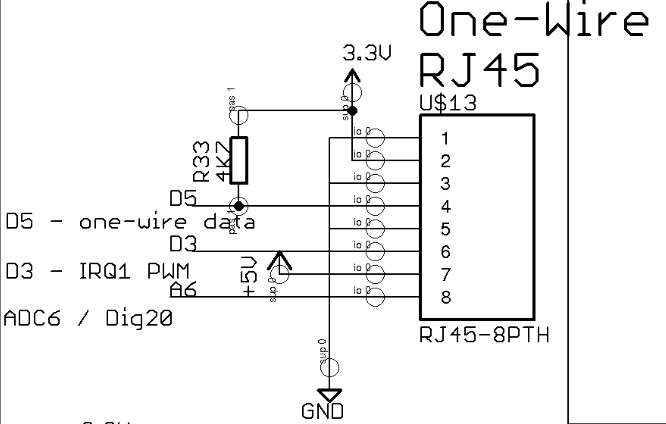 One-Wire
RJ45
3.3V
U$13
pas 1
sup 0
R33
4K7
io 0
1
io 0
2
io 0
3
D5
io 0
4
D5 - one-wire data
pas 1
io 0
5
D3
io 0
6
D3 - IRQ1 PWM
+5V
sup 0
io 0
7
A6
io 0
8
ADC6 / Dig20
RJ45-8PTH
sup 0
GND